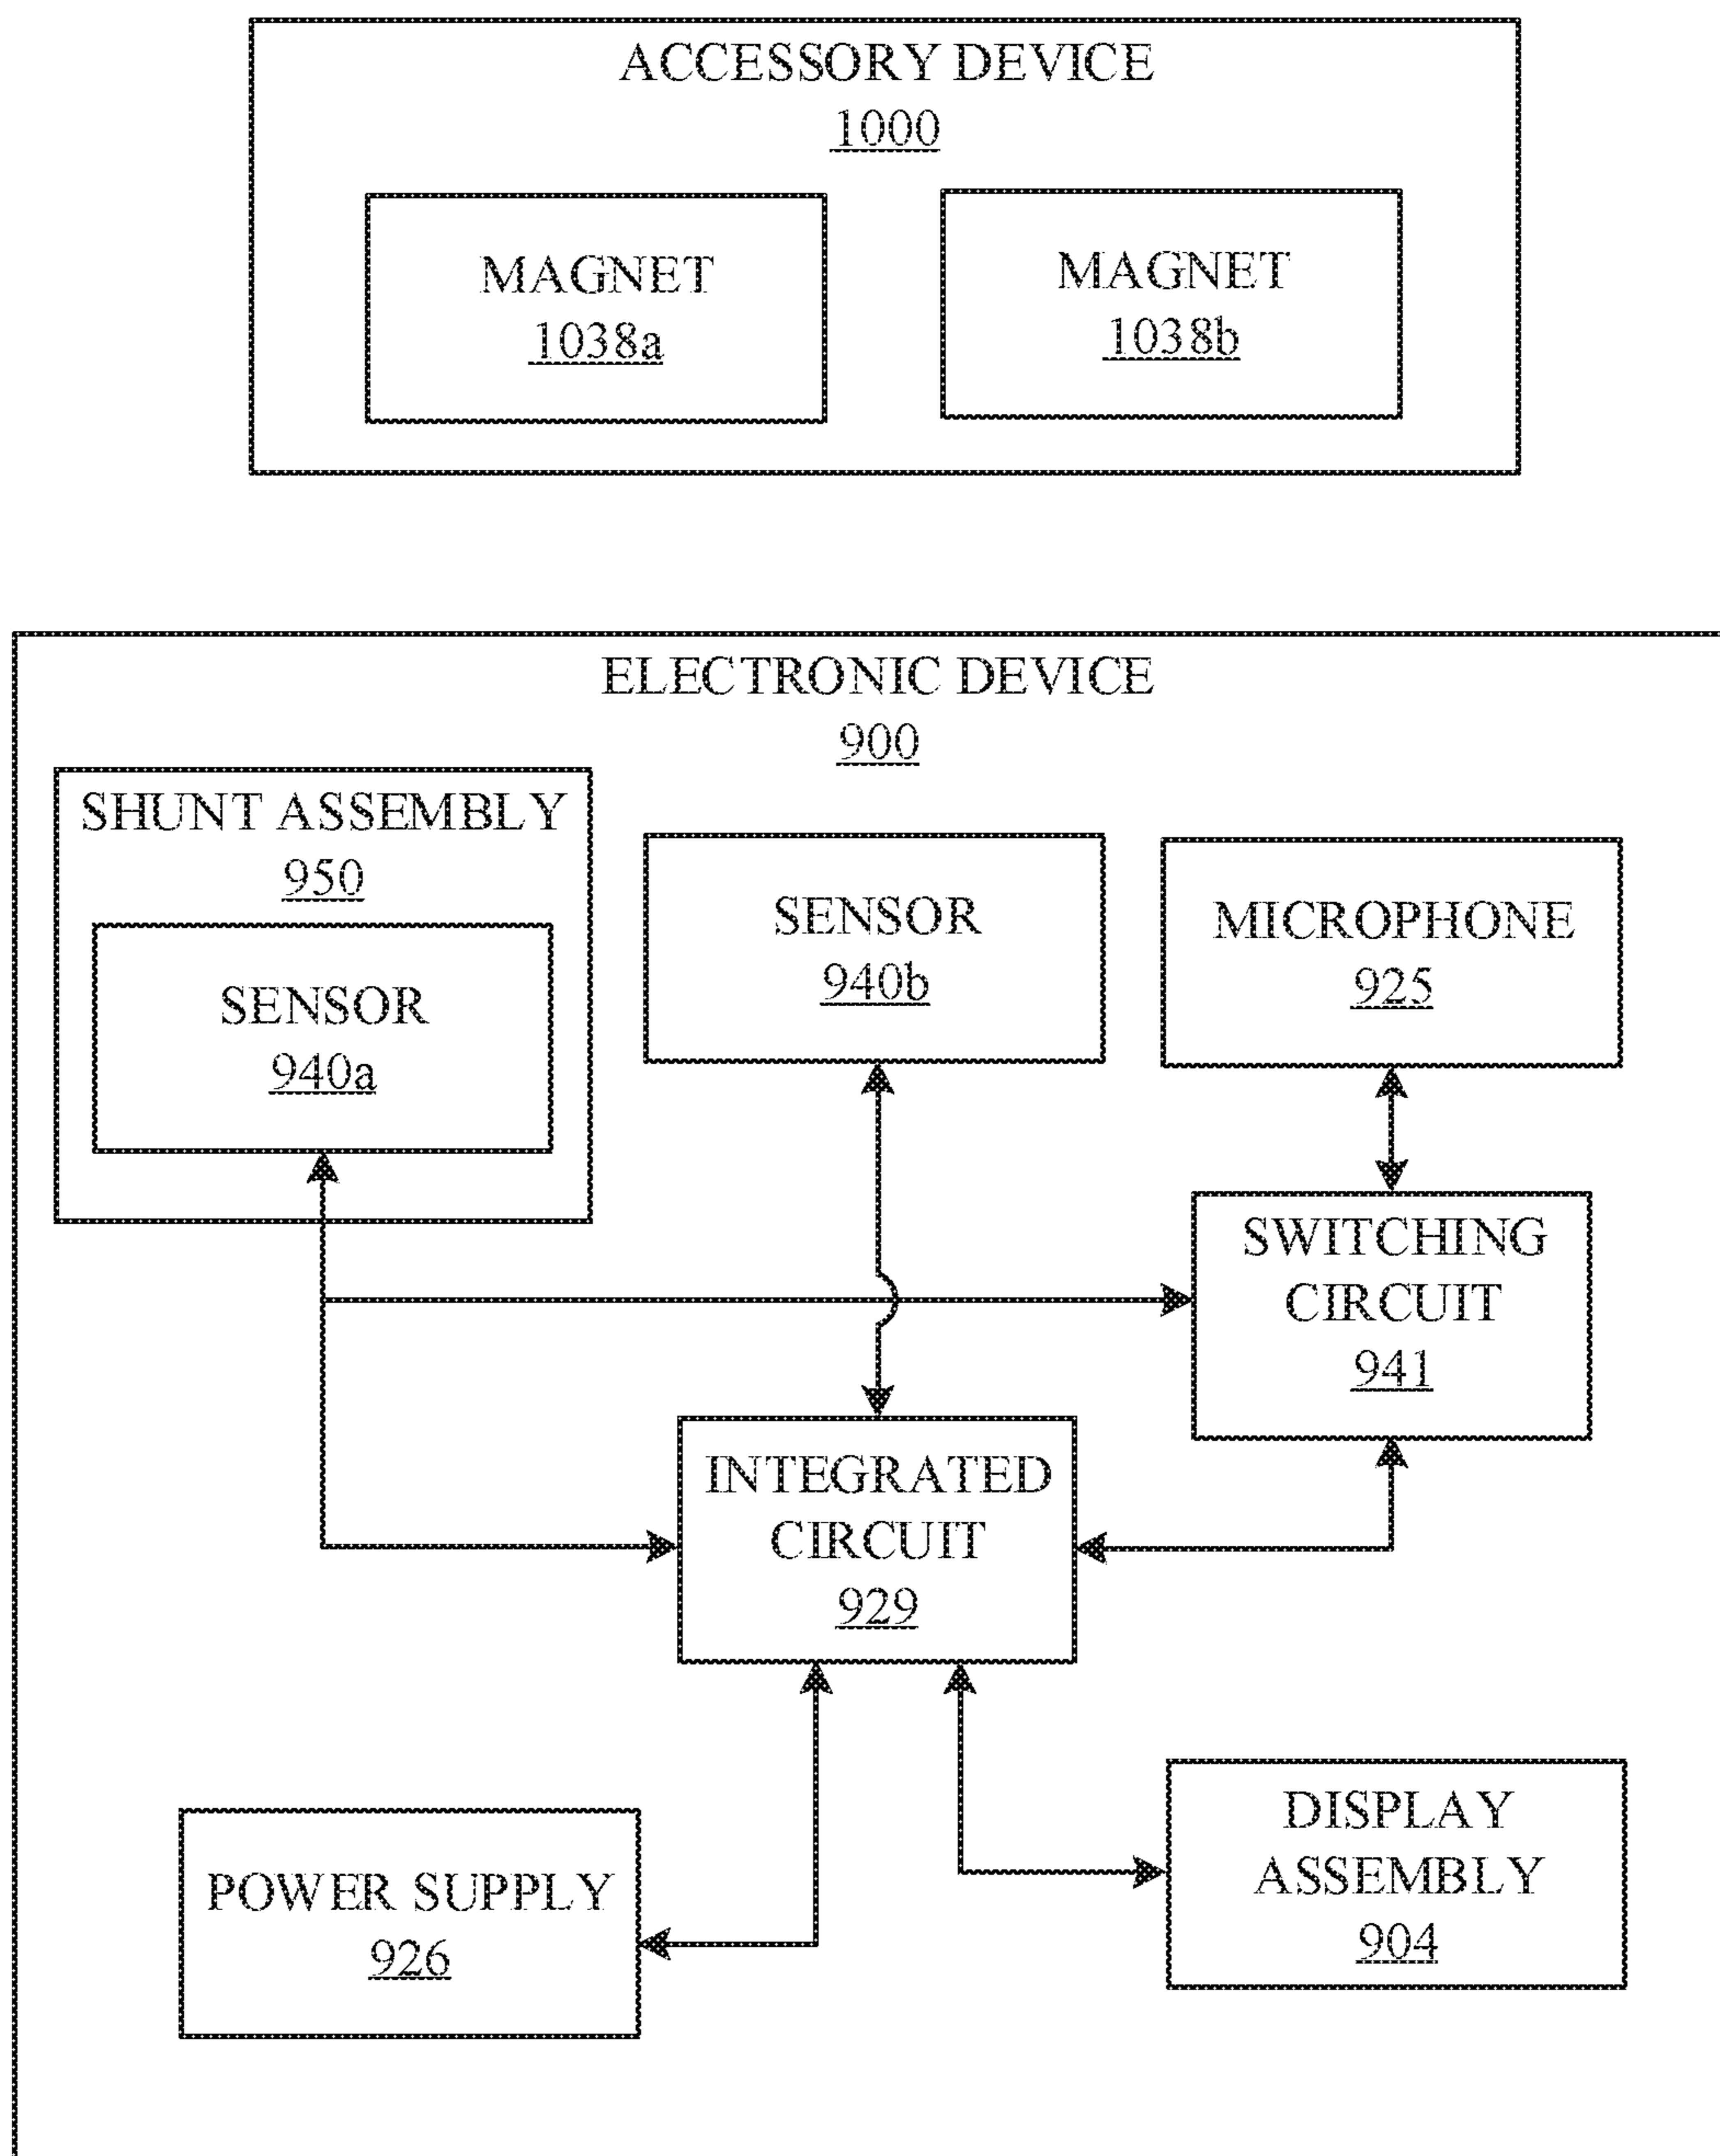 ACCESSORY DEVICE
1000
MAGNET
1038a
MAGNET
1038b
ELECTRONIC DEVICE
900
SHUNT ASSEMBLY
950
SENSOR
940a
SENSOR
940b
MICROPHONE
925
SWITCHING
CIRCUIT
941
INTEGRATED
CIRCUIT
929
POWER SUPPLY
926
DISPLAY
ASSEMBLY
904